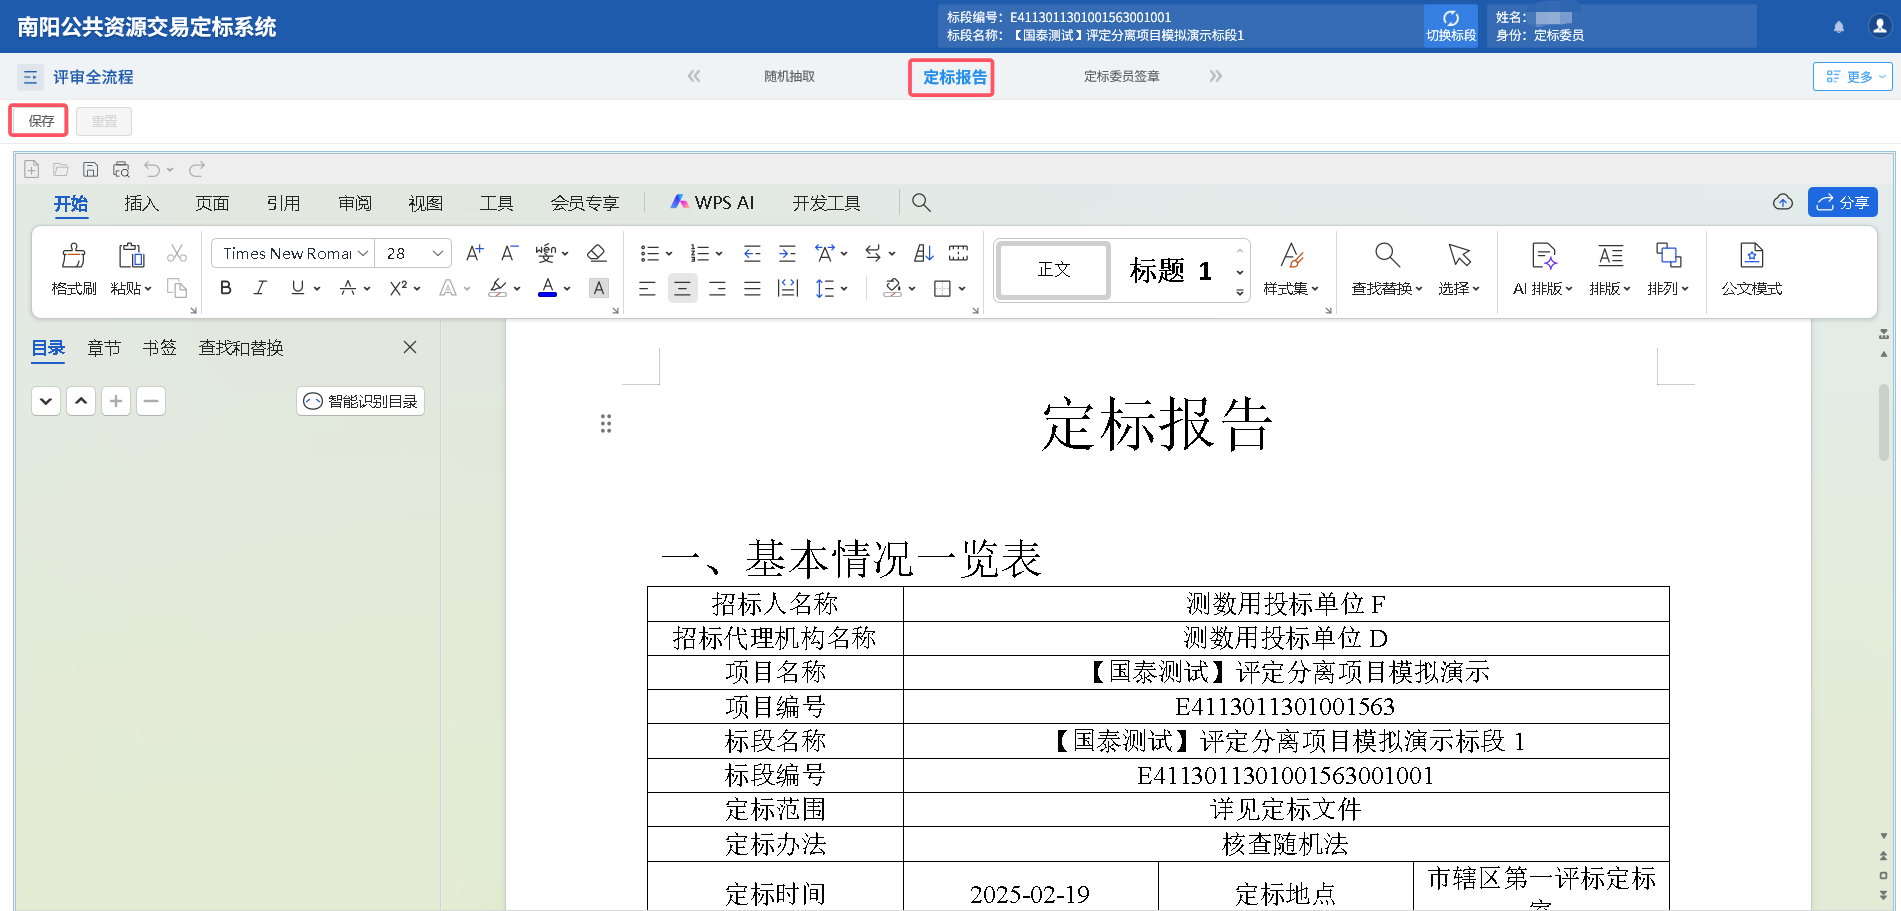 南阳公共资源交易定标系统
标段编号：E4113011301001563001001
标段名称：【国泰测试】评定分离项目模拟演示标段1
切换标段
姓名：
身份：定标委员
评审全流程
随机抽取
定标报告
定标委员签章
更多
保存
重置
开始 插入 页面 引用 审阅 视图 工具 会员专享 WPS AI 开发工具
分享
格式刷 粘贴
Times New Roma 28
正文
标题 1
样式集 查找替换 选择 AI 排版 排版 排列 公文模式
目录 章节 书签 查找和替换
智能识别目录
定标报告
一、基本情况一览表
招标人名称 测数用投标单位 F
招标代理机构名称 测数用投标单位 D
项目名称 【国泰测试】评定分离项目模拟演示
项目编号 E4113011301001563
标段名称 【国泰测试】评定分离项目模拟演示标段 1
标段编号 E4113011301001563001001
定标范围 详见定标文件
定标办法 核查随机法
定标时间 2025-02-19 定标地点 市辖区第一评标定标